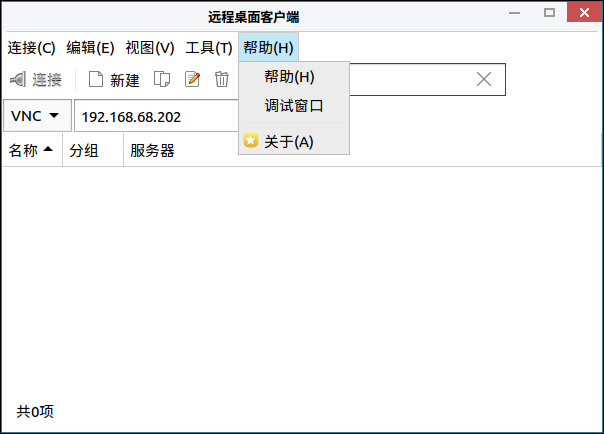 远程桌面客户端
连接(C) 编辑(E) 视图(V) 工具(T) 帮助(H)
连接 新建 帮助(H)
调试窗口
VNC 192.168.68.202
关于(A)
名称 分组 服务器
共0项